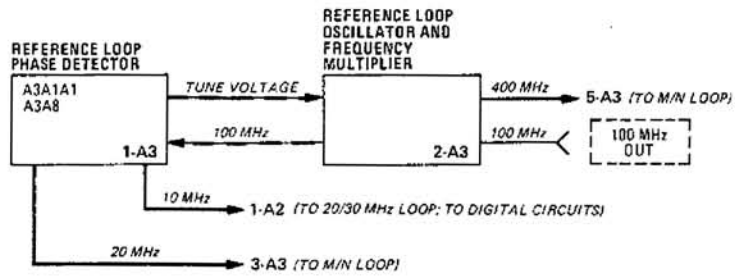 REFERENCE LOOP
PHASE DETECTOR
A3A1A1
A3A8
1-A3
TUNE VOLTAGE
100 MHz
REFERENCE LOOP
OSCILLATOR AND
FREQUENCY
MULTIPLIER
2-A3
400 MHz
5-A3 (TO M/N LOOP)
100 MHz
100 MHz
OUT
10 MHz
1-A2 (TO 20/30 MHz LOOP; TO DIGITAL CIRCUITS)
20 MHz
3-A3 (TO M/N LOOP)